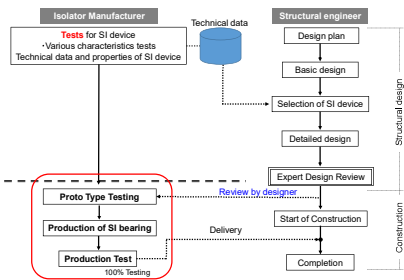 Isolator Manufacturer
Structural engineer
Technical data
Tests for SI device
・Various characteristics tests
Technical data and properties of SI device
Design plan
Basic design
Selection of SI device
Detailed design
Expert Design Review
Structural design
Review by designer
Proto Type Testing
Production of SI bearing
Production Test
100% Testing
Delivery
Start of Construction
Completion
Construction